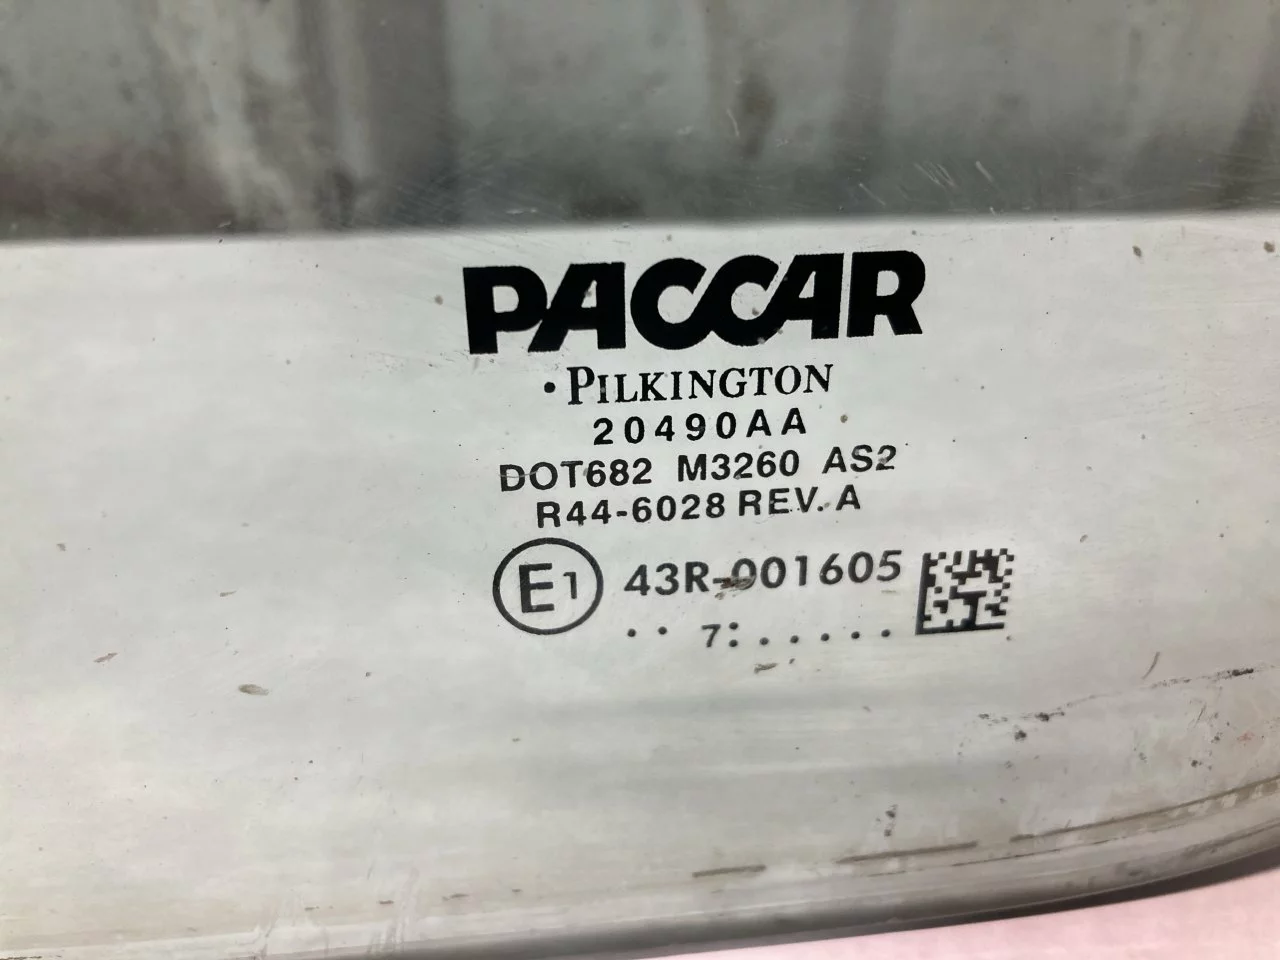 PACCAR
• PILKINGTON
20490AA
DOT682 M3260 AS2
R44-6028 REV. A
E1 43R-001605
. . 7: . . . . .